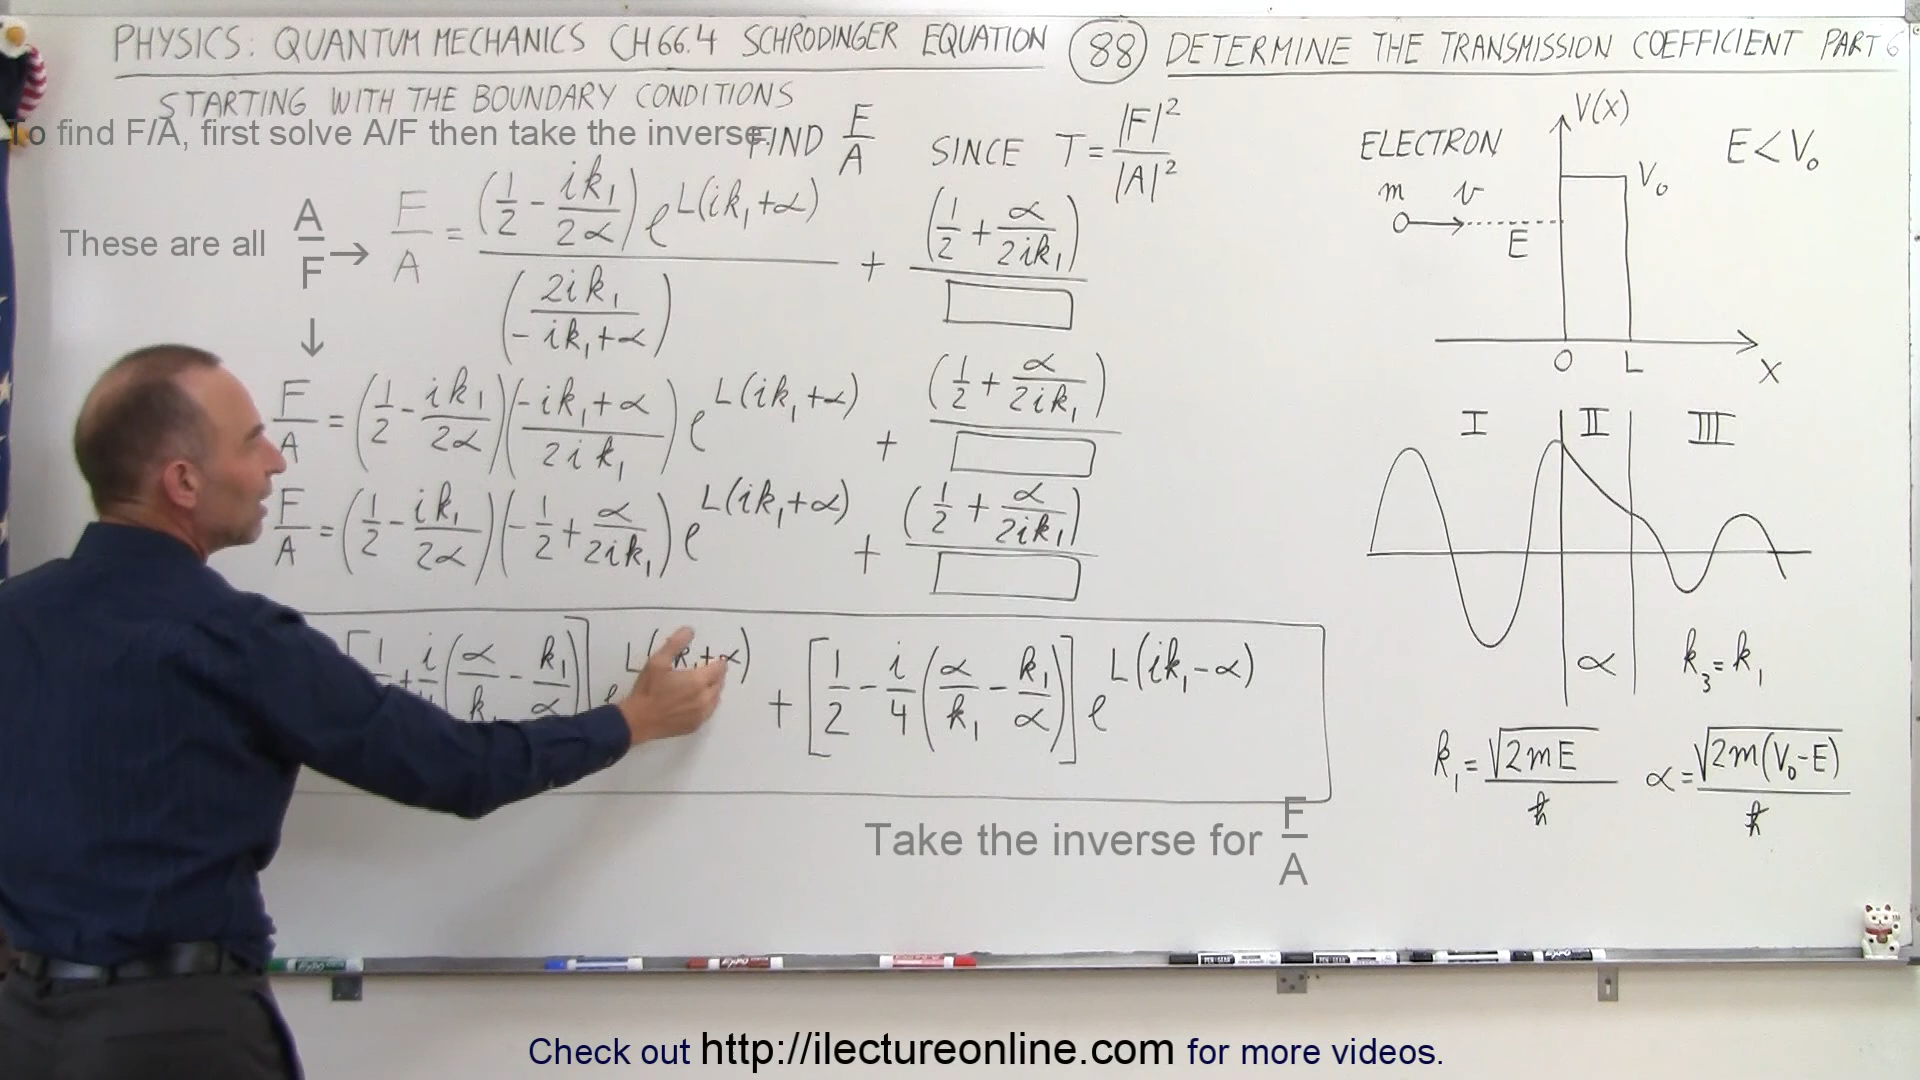 PHYSICS: QUANTUM MECHANICS CH 66.4 SCHRODINGER EQUATION (88) DETERMINE THE TRANSMISSION COEFFICIENT PART 6
STARTING WITH THE BOUNDARY CONDITIONS
To find F/A, first solve A/F then take the inverse.
FIND F/A SINCE T = |F|²/|A|²
These are all A/F → F/A = (1/2 - ik₁/2α) e^L(ik₁+α) / (2ik₁/-ik₁+α) + (1/2 + α/2ik₁)/□
↓
F/A = (1/2 - ik₁/2α)(-ik₁+α/2ik₁) e^L(ik₁+α) + (1/2 + α/2ik₁)/□
F/A = (1/2 - ik₁/2α)(-1/2 + α/2ik₁) e^L(ik₁+α) + (1/2 + α/2ik₁)/□
+ i/ (α/k₁ - k₁/α)] e^L( k₁+α) + [1/2 - i/4 (α/k₁ - k₁/α)] e^L(ik₁-α)
Take the inverse for F/A
V(x)
ELECTRON
E < V₀
m v
V₀
E
O L
x
I II III
α
k₃ = k₁
k₁ = √2mE/ħ α = √2m(V₀-E)/ħ
EXPO
Check out http://ilectureonline.com for more videos.